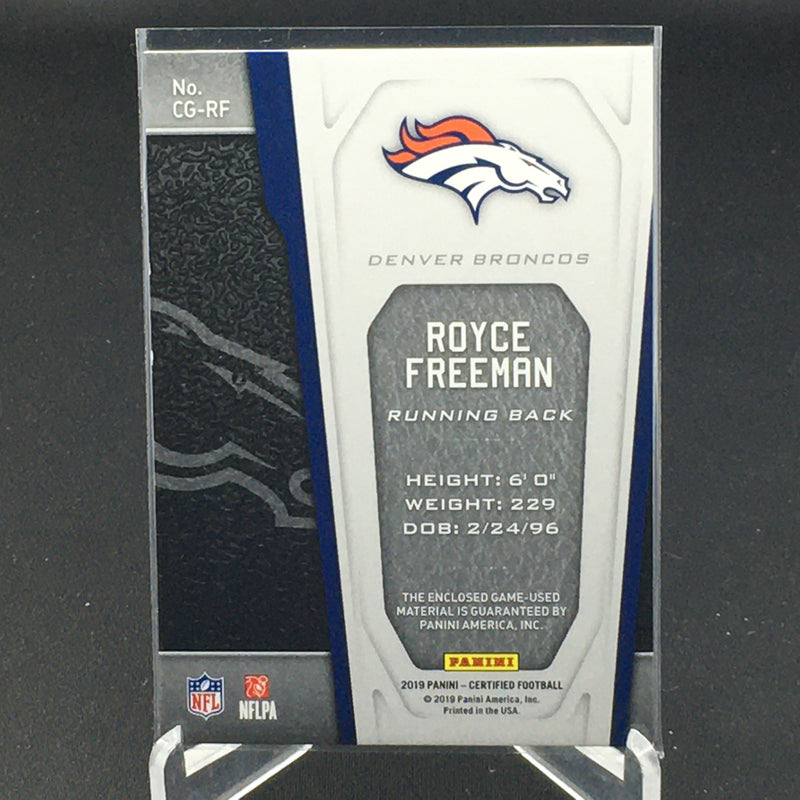 No.
CG-RF
DENVER BRONCOS
ROYCE
FREEMAN
RUNNING BACK
HEIGHT: 6' 0"
WEIGHT: 229
DOB: 2/24/96
THE ENCLOSED GAME-USED
MATERIAL IS GUARANTEED BY
PANINI AMERICA, INC.
PANINI
2019 PANINI – CERTIFIED FOOTBALL
© 2019 Panini America, Inc.
Printed in the USA.
NFL
NFLPA